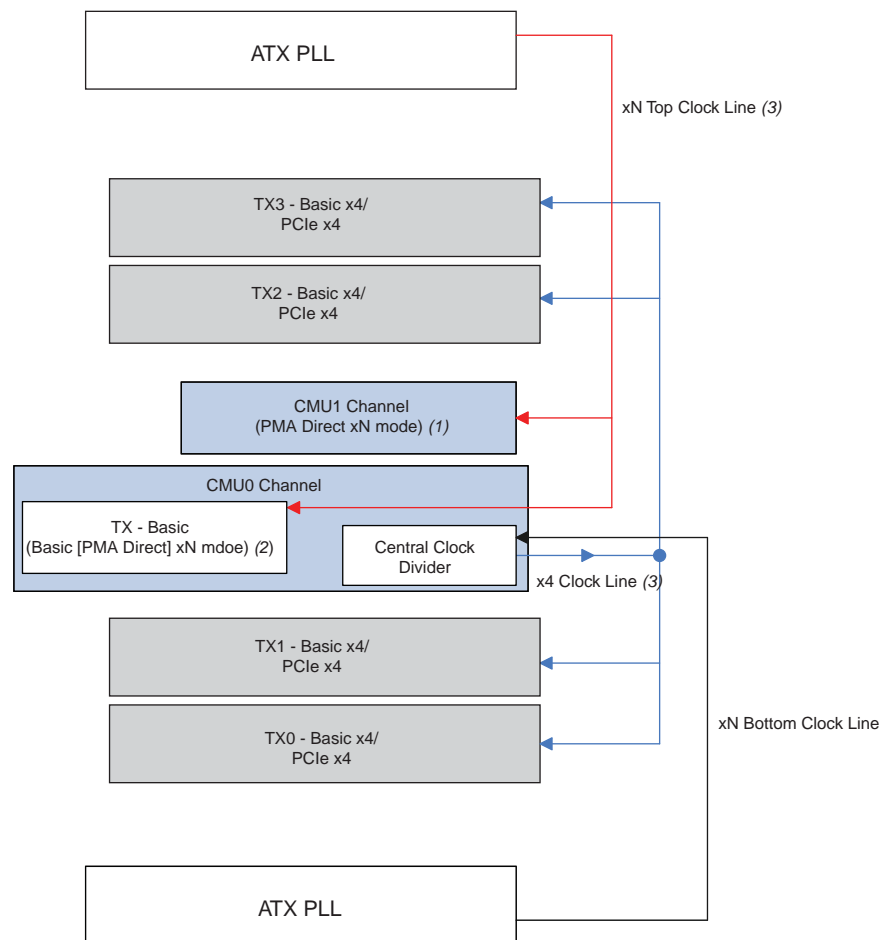 ATX PLL
xN Top Clock Line (3)
TX3 - Basic x4/
PCIe x4
TX2 - Basic x4/
PCIe x4
CMU1 Channel
(PMA Direct xN mode) (1)
CMU0 Channel
TX - Basic
(Basic [PMA Direct] xN mdoe) (2)
Central Clock
Divider
x4 Clock Line (3)
TX1 - Basic x4/
PCIe x4
xN Bottom Clock Line
TX0 - Basic x4/
PCIe x4
ATX PLL